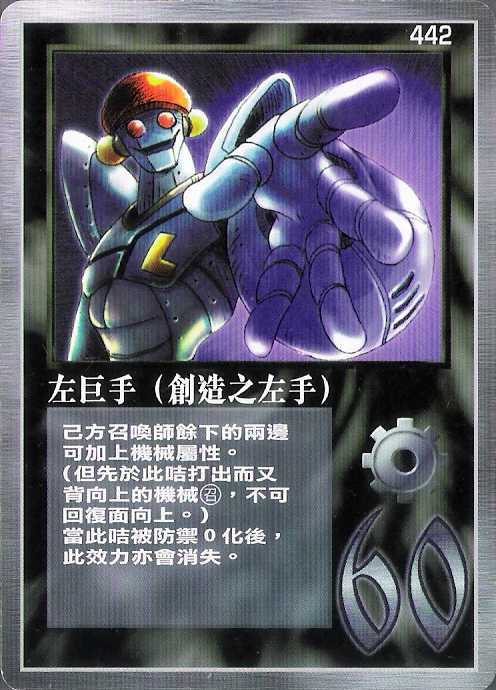 442
L
左巨手（創造之左手）
己方召喚師餘下的兩邊
可加上機械屬性。
(但先於此咭打出而又
背向上的機械㊁，不可
回復面向上。)
當此咭被防禦０化後，
此效力亦會消失。
60